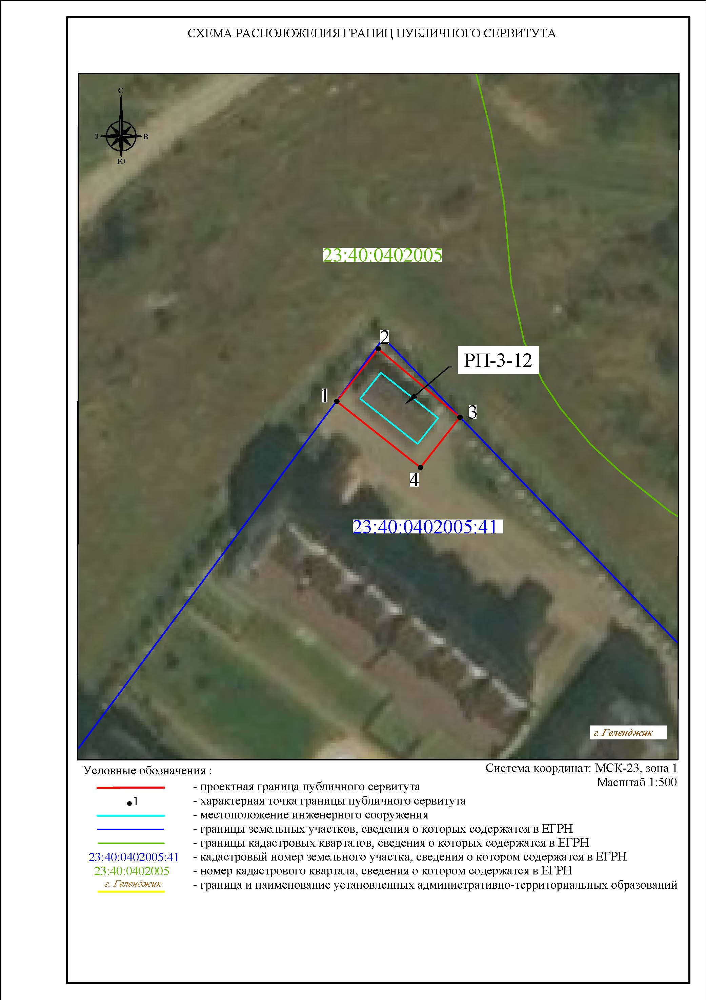 СХЕМА РАСПОЛОЖЕНИЯ ГРАНИЦ ПУБЛИЧНОГО СЕРВИТУТА
С
З
В
Ю
23:40:0402005
2
РП-3-12
1
3
4
23:40:0402005:41
г. Геленджик
Условные обозначения :
Система координат: МСК-23, зона 1
Масштаб 1:500
- проектная граница публичного сервитута
1 - характерная точка границы публичного сервитута
- местоположение инженерного сооружения
- границы земельных участков, сведения о которых содержатся в ЕГРН
- границы кадастровых кварталов, сведения о которых содержатся в ЕГРН
23:40:0402005:41 - кадастровый номер земельного участка, сведения о котором содержатся в ЕГРН
23:40:0402005 - номер кадастрового квартала, сведения о котором содержатся в ЕГРН
г. Геленджик - граница и наименование установленных административно-территориальных образований